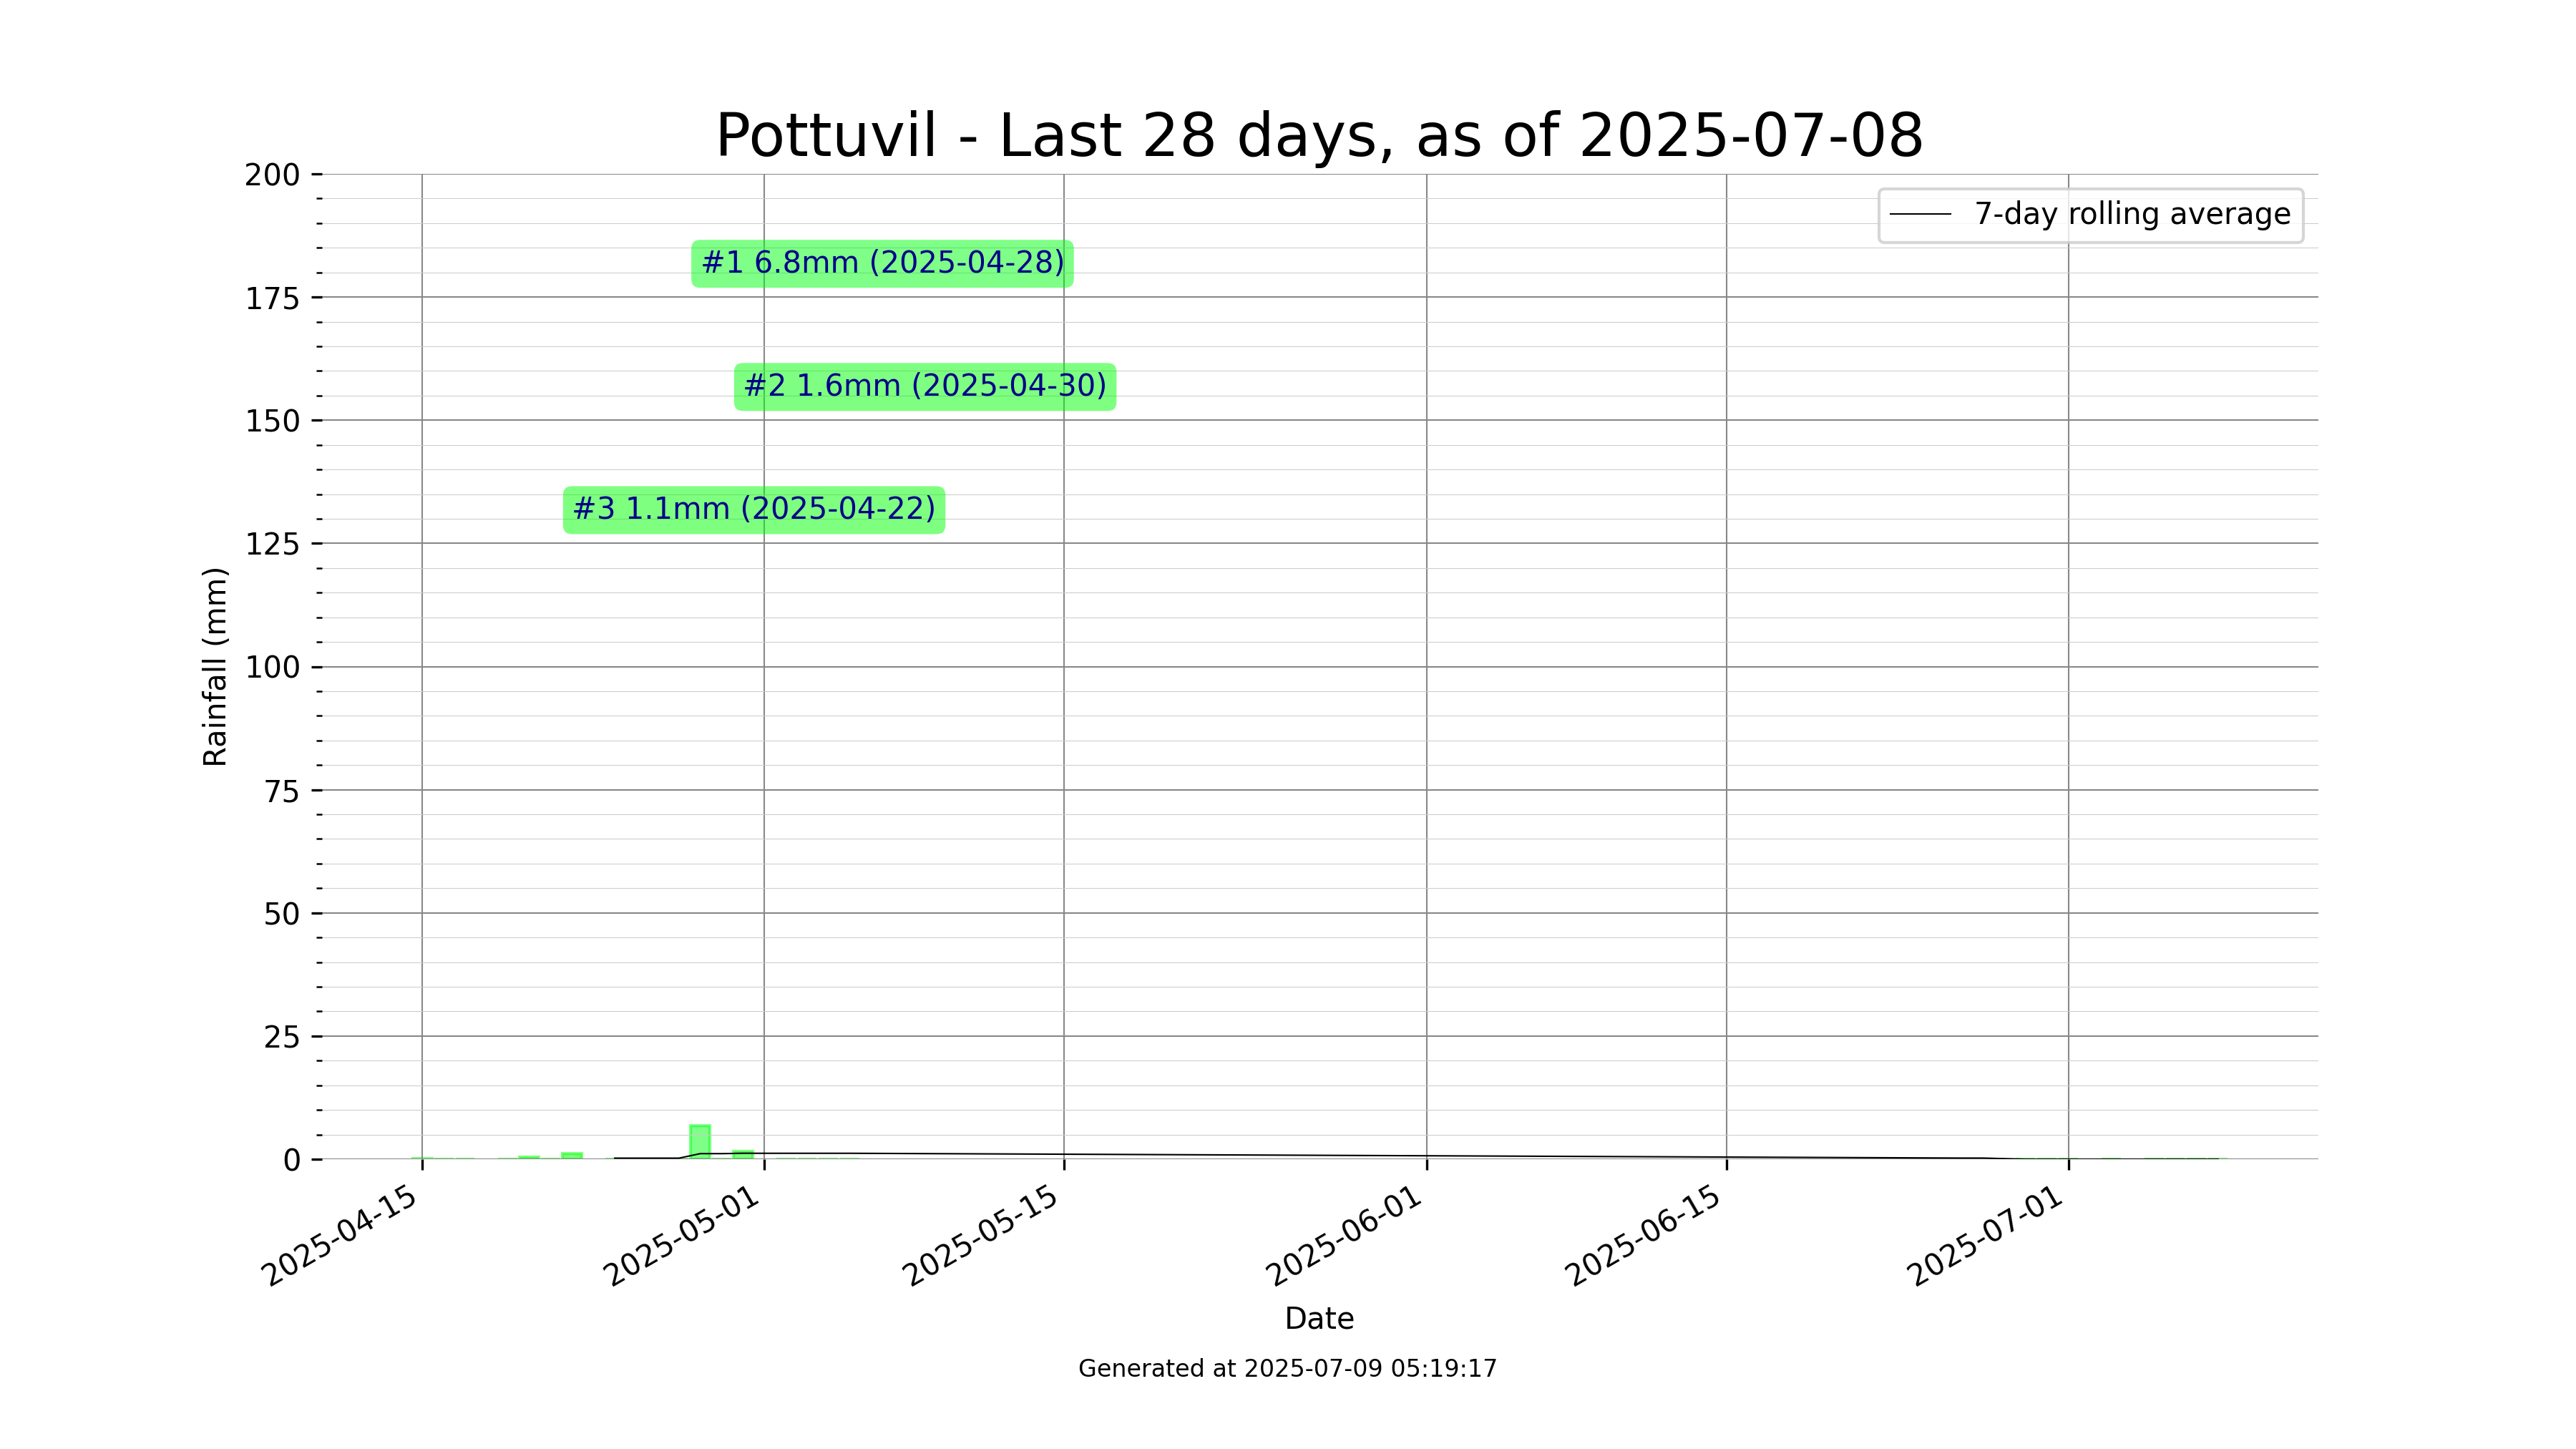 Pottuvil - Last 28 days, as of 2025-07-08
200
175
150
125
100
75
50
25
0
Rainfall (mm)
7-day rolling average
#1 6.8mm (2025-04-28)
#2 1.6mm (2025-04-30)
#3 1.1mm (2025-04-22)
2025-04-15
2025-05-01
2025-05-15
2025-06-01
2025-06-15
2025-07-01
Date
Generated at 2025-07-09 05:19:17